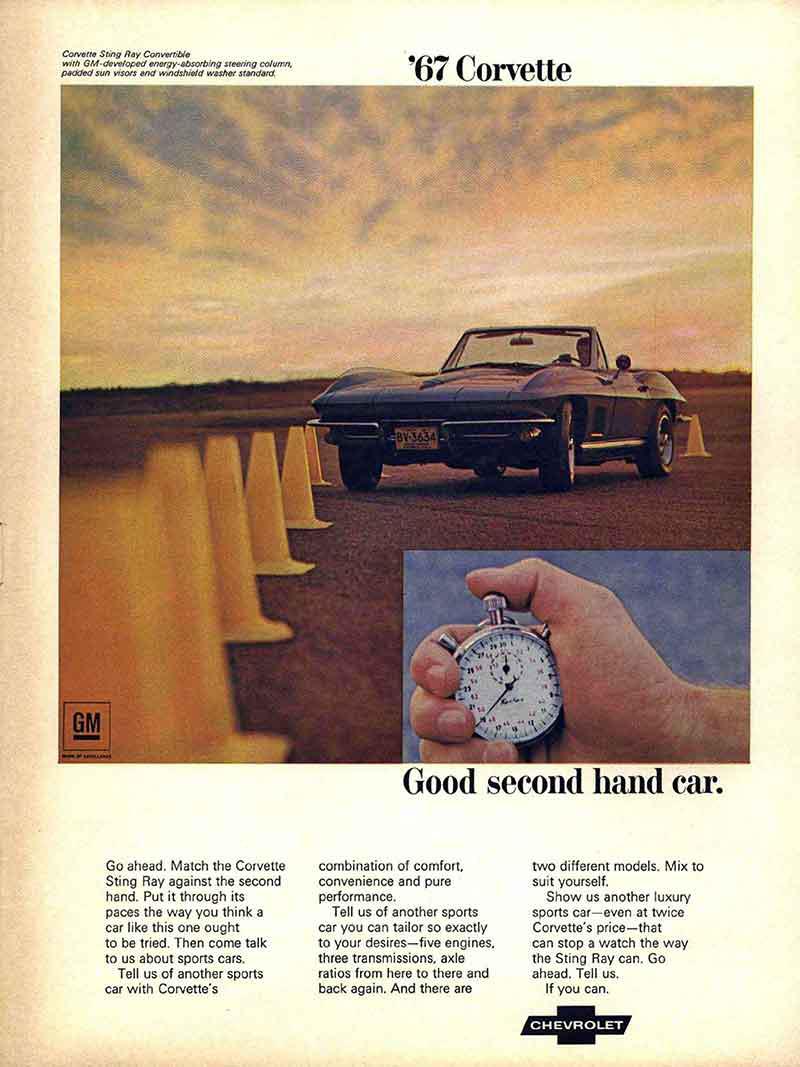 Corvette Sting Ray Convertible
with GM-developed energy-absorbing steering column,
padded sun visors and windshield washer standard.
'67 Corvette
BV·3634
GM
MARK OF EXCELLENCE
Good second hand car.
Go ahead. Match the Corvette
Sting Ray against the second
hand. Put it through its
paces the way you think a
car like this one ought
to be tried. Then come talk
to us about sports cars.
Tell us of another sports
car with Corvette's
combination of comfort,
convenience and pure
performance.
Tell us of another sports
car you can tailor so exactly
to your desires—five engines,
three transmissions, axle
ratios from here to there and
back again. And there are
two different models. Mix to
suit yourself.
Show us another luxury
sports car—even at twice
Corvette's price—that
can stop a watch the way
the Sting Ray can. Go
ahead. Tell us.
If you can.
CHEVROLET